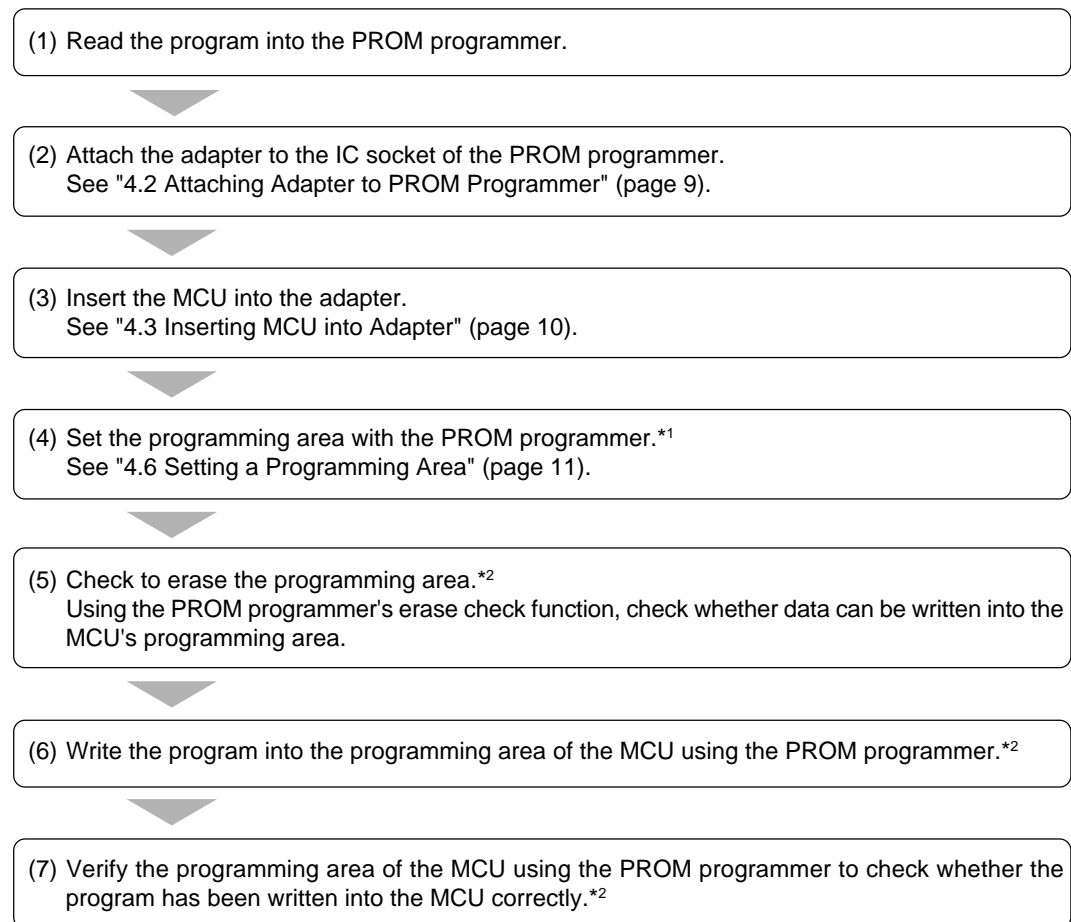 (1) Read the program into the PROM programmer.
(2) Attach the adapter to the IC socket of the PROM programmer.
See "4.2 Attaching Adapter to PROM Programmer" (page 9).
(3) Insert the MCU into the adapter.
See "4.3 Inserting MCU into Adapter" (page 10).
(4) Set the programming area with the PROM programmer.*1
See "4.6 Setting a Programming Area" (page 11).
(5) Check to erase the programming area.*2
Using the PROM programmer's erase check function, check whether data can be written into the
MCU's programming area.
(6) Write the program into the programming area of the MCU using the PROM programmer.*2
(7) Verify the programming area of the MCU using the PROM programmer to check whether the
program has been written into the MCU correctly.*2